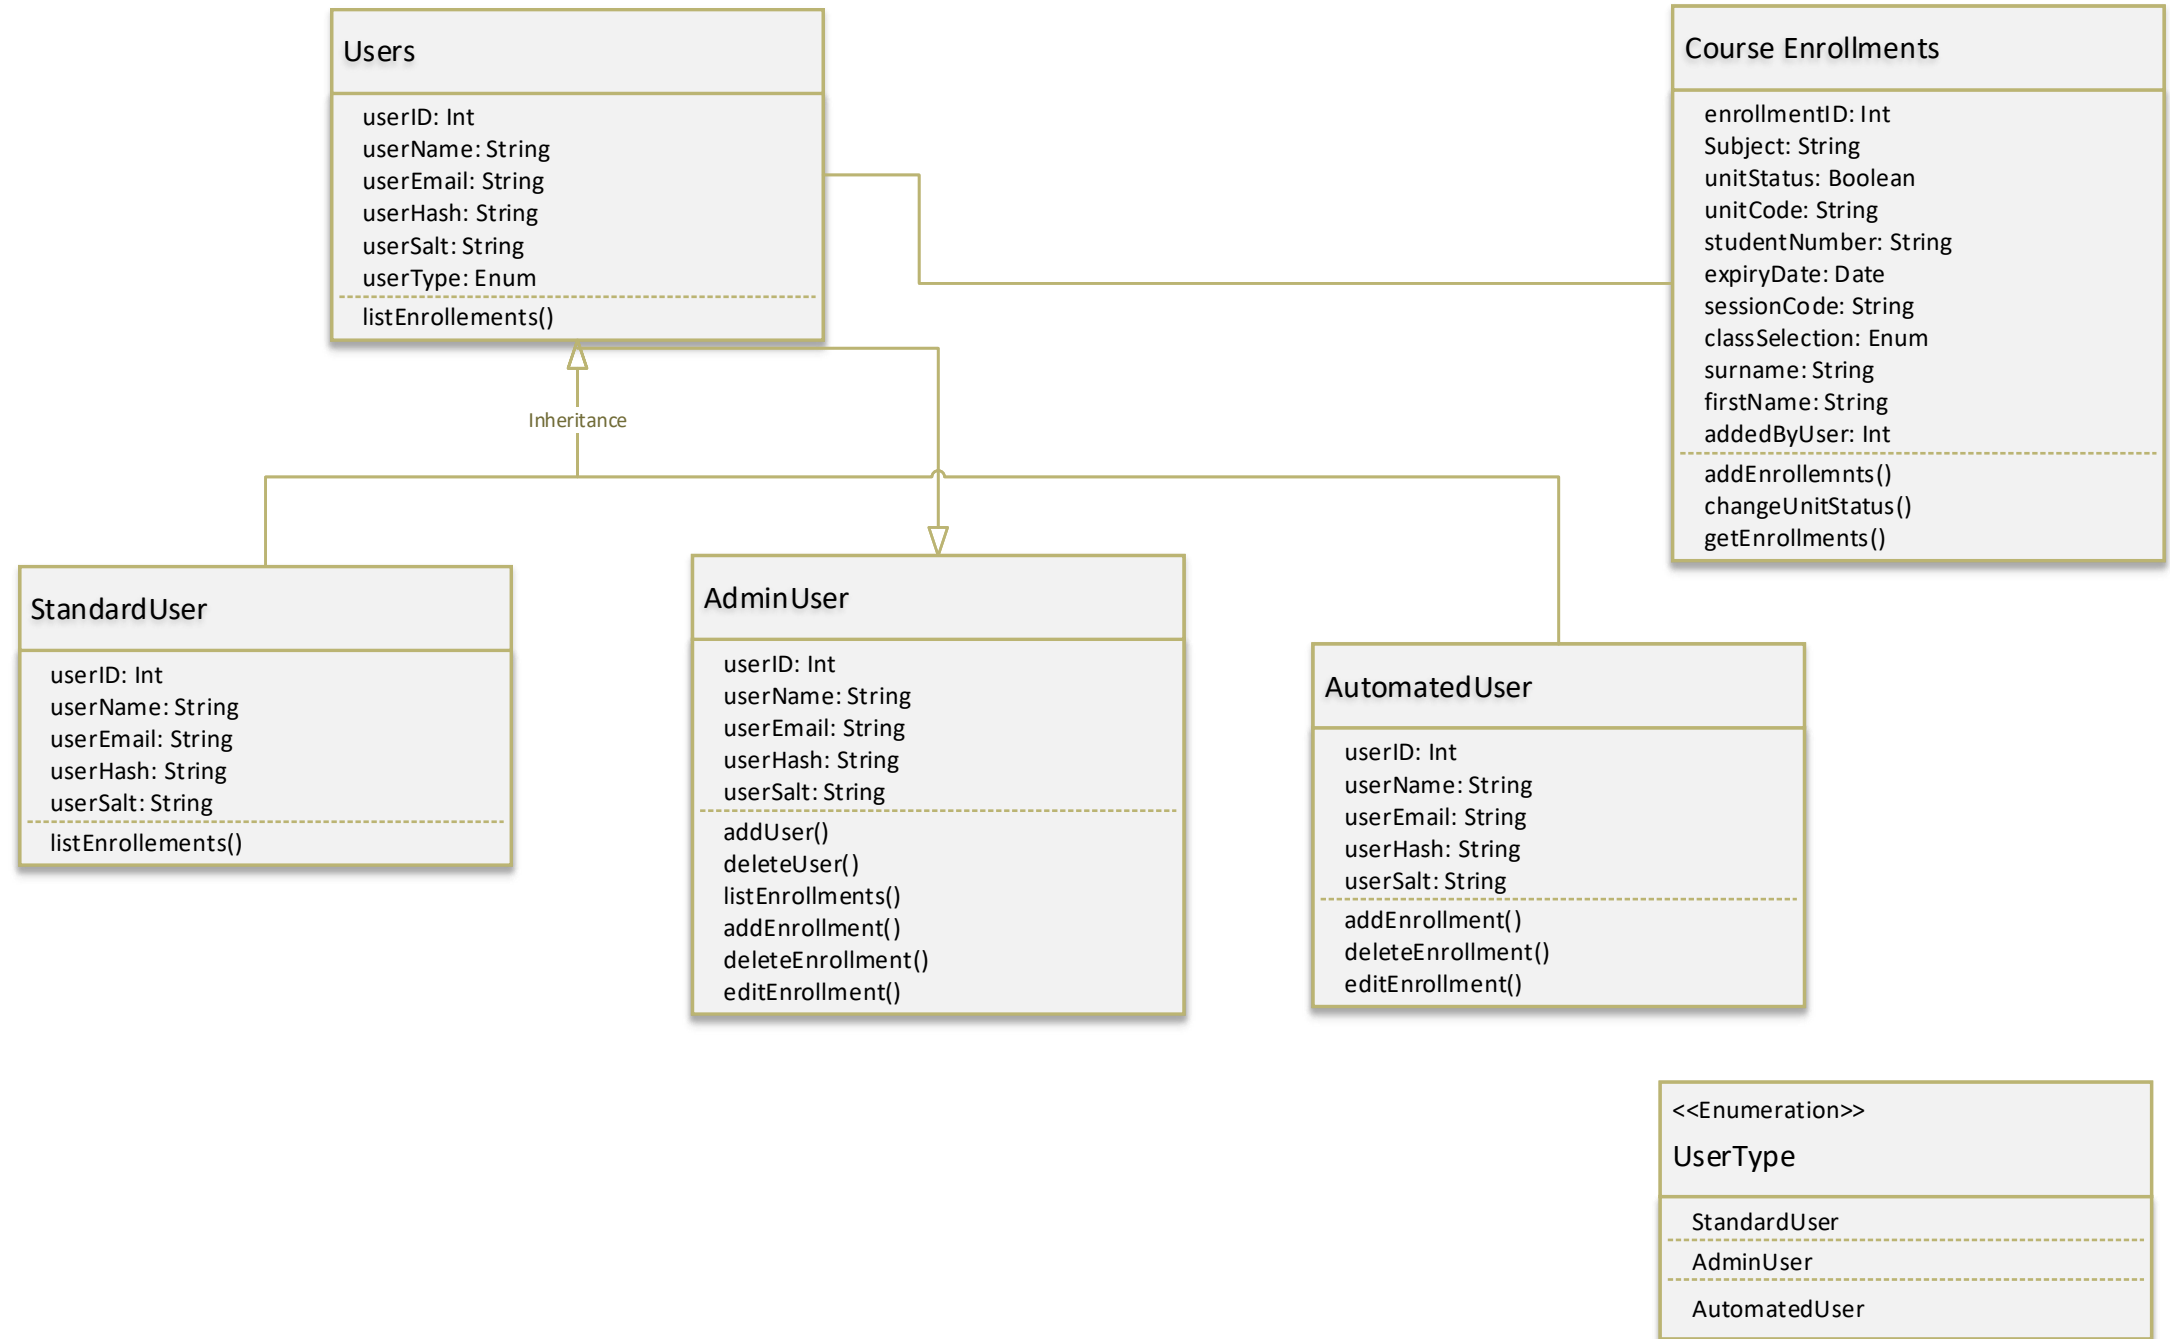 Users
userID: Int
userName: String
userEmail: String
userHash: String
userSalt: String
userType: Enum
listEnrollements()
Course Enrollments
enrollmentID: Int
Subject: String
unitStatus: Boolean
unitCode: String
studentNumber: String
expiryDate: Date
sessionCode: String
classSelection: Enum
surname: String
firstName: String
addedByUser: Int
addEnrollemnts()
changeUnitStatus()
getEnrollments()
Inheritance
StandardUser
userID: Int
userName: String
userEmail: String
userHash: String
userSalt: String
listEnrollements()
AdminUser
userID: Int
userName: String
userEmail: String
userHash: String
userSalt: String
addUser()
deleteUser()
listEnrollments()
addEnrollment()
deleteEnrollment()
editEnrollment()
AutomatedUser
userID: Int
userName: String
userEmail: String
userHash: String
userSalt: String
addEnrollment()
deleteEnrollment()
editEnrollment()
<<Enumeration>>
UserType
StandardUser
AdminUser
AutomatedUser